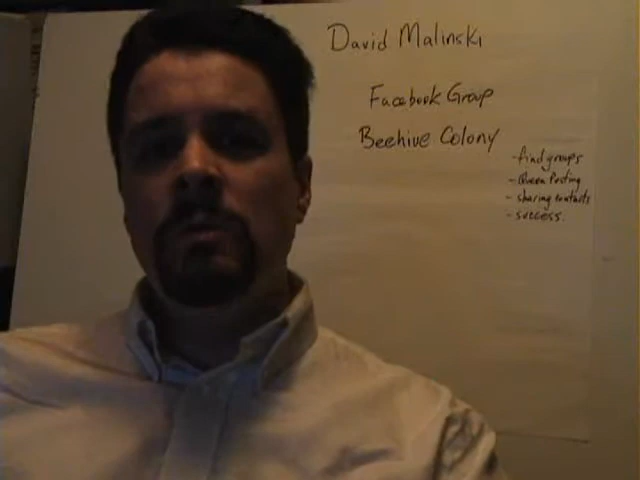 David Malinski
Facebook Group
Beehive Colony
-find groups
- Queen Posting
- sharing contacts
- success.